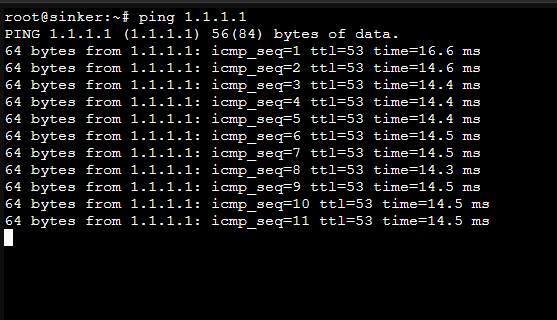 root@sinker:~# ping 1.1.1.1
PING 1.1.1.1 (1.1.1.1) 56(84) bytes of data.
64 bytes from 1.1.1.1: icmp_seq=1 ttl=53 time=16.6 ms
64 bytes from 1.1.1.1: icmp_seq=2 ttl=53 time=14.6 ms
64 bytes from 1.1.1.1: icmp_seq=3 ttl=53 time=14.4 ms
64 bytes from 1.1.1.1: icmp_seq=4 ttl=53 time=14.4 ms
64 bytes from 1.1.1.1: icmp_seq=5 ttl=53 time=14.4 ms
64 bytes from 1.1.1.1: icmp_seq=6 ttl=53 time=14.5 ms
64 bytes from 1.1.1.1: icmp_seq=7 ttl=53 time=14.5 ms
64 bytes from 1.1.1.1: icmp_seq=8 ttl=53 time=14.3 ms
64 bytes from 1.1.1.1: icmp_seq=9 ttl=53 time=14.5 ms
64 bytes from 1.1.1.1: icmp_seq=10 ttl=53 time=14.5 ms
64 bytes from 1.1.1.1: icmp_seq=11 ttl=53 time=14.5 ms